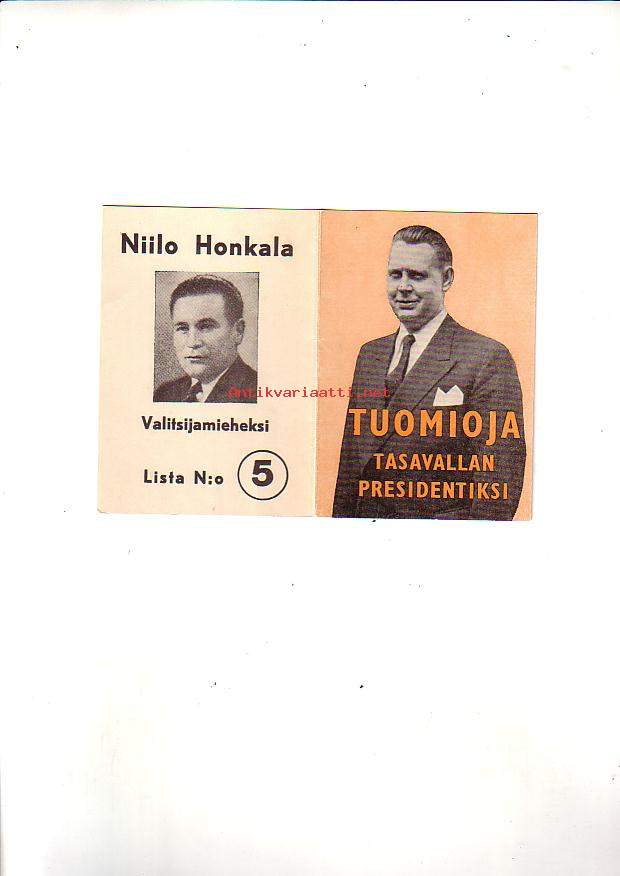 Niilo Honkala
Valitsijamieheksi
Lista N:o 5
TUOMIOJA
TASAVALLAN
PRESIDENTIKSI
Antikvariaatti.net